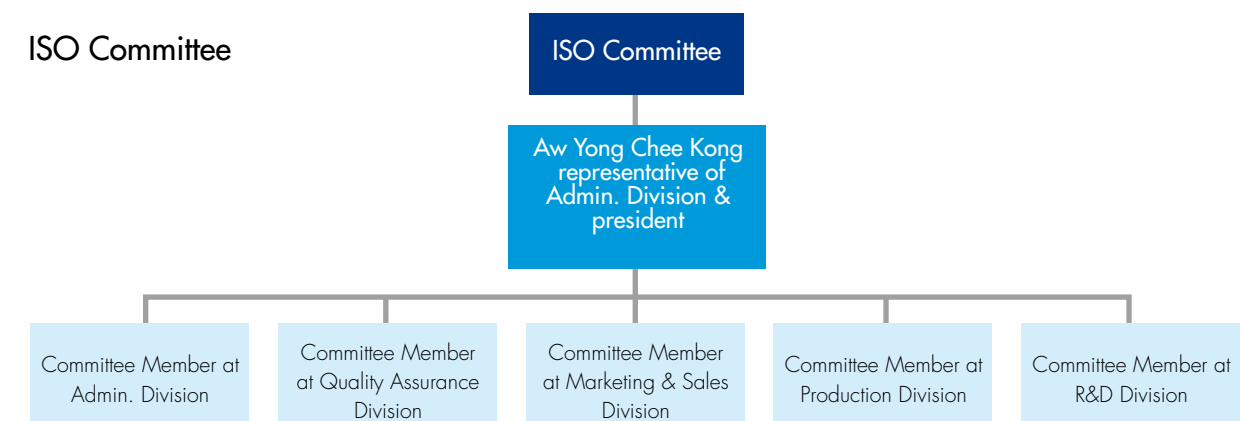 ISO Committee
ISO Committee
Aw Yong Chee Kong
representative of
Admin. Division &
president
Committee Member at
Admin. Division
Committee Member
at Quality Assurance
Division
Committee Member
at Marketing & Sales
Division
Committee Member at
Production Division
Committee Member at
R&D Division